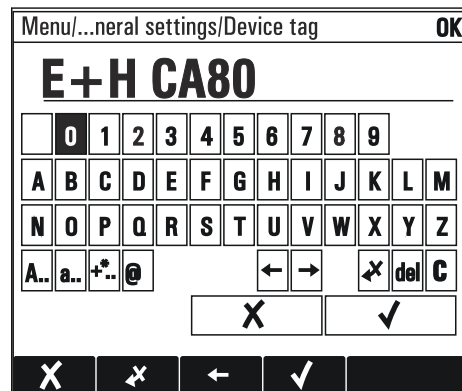 Menu/...neral settings/Device tag OK
E+H CA80
0 1 2 3 4 5 6 7 8 9
A B C D E F G H I J K L M
N O P Q R S T U V W X Y Z
A.. a.. +*.. @ ← → del C
✗ ✓
✗ ← ✓